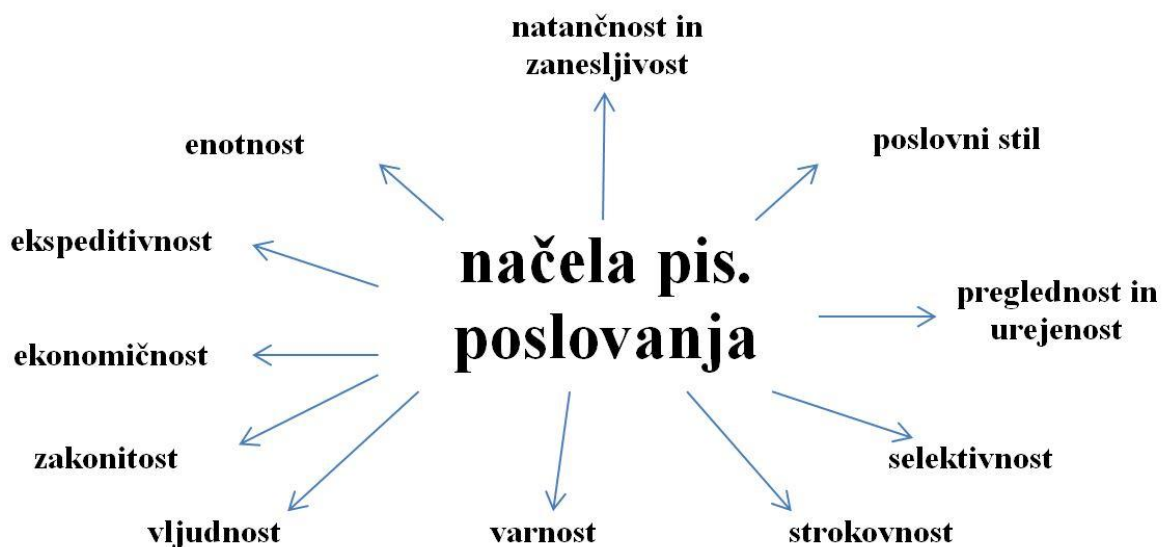 natančnost in
zanesljivost
enotnost
poslovni stil
ekspeditivnost
načela pis.
poslovanja
preglednost in
urejenost
ekonomičnost
zakonitost
selektivnost
vljudnost
varnost
strokovnost